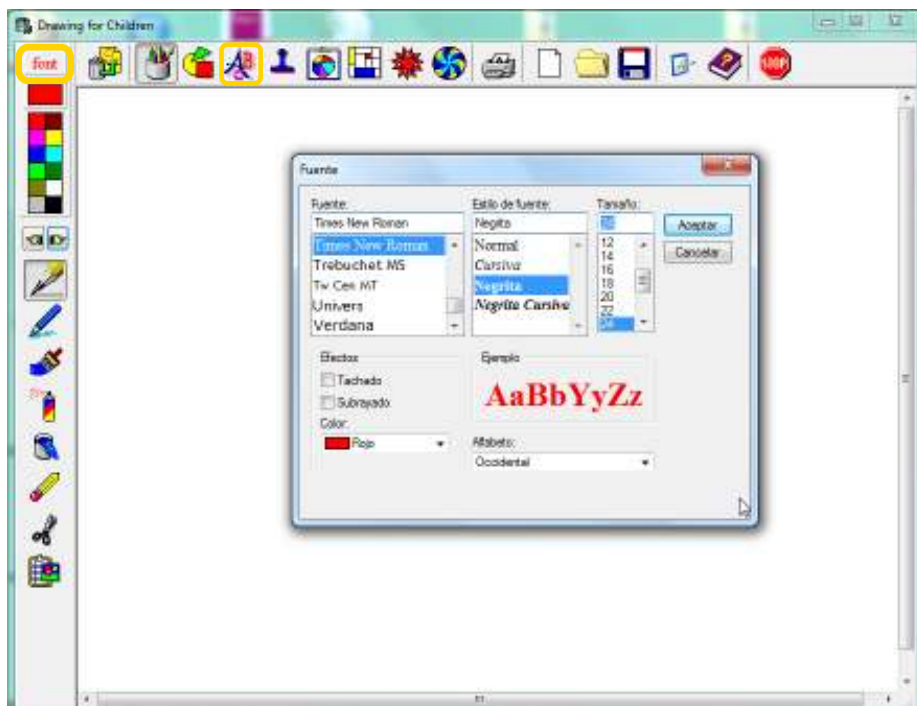 Drawing for Children
font
STOP!
Fuente
Fuente:
Estilo de fuente:
Tamaño:
Times New Roman
Negrita
24
Aceptar
Cancelar
Times New Roman
Trebuchet MS
Tw Cen MT
Univers
Verdana
Normal
Cursiva
Negrita
Negrita Cursiva
12
14
16
18
20
22
24
Efectos
Tachado
Subrayado
Color:
Rojo
Ejemplo
AaBbYyZz
Alfabeto:
Occidental